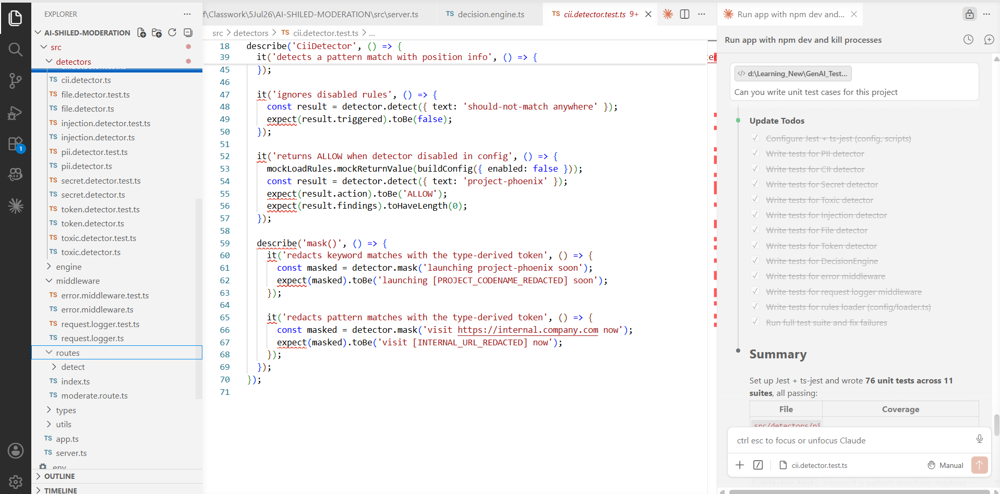 EXPLORER
AI-SHILED-MODERATION
src
detectors
TS cii.detector.ts
TS file.detector.test.ts
TS file.detector.ts
TS injection.detector.test.ts
TS injection.detector.ts
TS pii.detector.test.ts
TS pii.detector.ts
TS secret.detector.test.ts
TS secret.detector.ts
TS token.detector.test.ts
TS token.detector.ts
TS toxic.detector.test.ts
TS toxic.detector.ts
engine
middleware
TS error.middleware.test.ts
TS error.middleware.ts
TS request.logger.test.ts
TS request.logger.ts
routes
detect
TS index.ts
TS moderate.route.ts
types
utils
TS app.ts
TS server.ts
.env
OUTLINE
TIMELINE
1
f\Classwork\5Jul26\AI-SHILED-MODERATION\src\server.ts
TS decision.engine.ts
TS cii.detector.test.ts 9+
src > detectors > TS cii.detector.test.ts > ...
18 describe('CiiDetector', () => {
39 it('detects a pattern match with position info', () => {
45 });
46
47 it('ignores disabled rules', () => {
48 const result = detector.detect({ text: 'should-not-match anywhere' });
49 expect(result.triggered).toBe(false);
50 });
51
52 it('returns ALLOW when detector disabled in config', () => {
53 mockLoadRules.mockReturnValue(buildConfig({ enabled: false }));
54 const result = detector.detect({ text: 'project-phoenix' });
55 expect(result.action).toBe('ALLOW');
56 expect(result.findings).toHaveLength(0);
57 });
58
59 describe('mask()', () => {
60 it('redacts keyword matches with the type-derived token', () => {
61 const masked = detector.mask('launching project-phoenix soon');
62 expect(masked).toBe('launching [PROJECT_CODENAME_REDACTED] soon');
63 });
64
65 it('redacts pattern matches with the type-derived token', () => {
66 const masked = detector.mask('visit https://internal.company.com now');
67 expect(masked).toBe('visit [INTERNAL_URL_REDACTED] now');
68 });
69 });
70 });
71
Run app with npm dev and...
Run app with npm dev and kill processes
d:\Learning_New\GenAI_Test...
Can you write unit test cases for this project
Update Todos
Configure Jest + ts-jest (config, scripts)
Write tests for PII detector
Write tests for CII detector
Write tests for Secret detector
Write tests for Toxic detector
Write tests for Injection detector
Write tests for File detector
Write tests for Token detector
Write tests for DecisionEngine
Write tests for error middleware
Write tests for request logger middleware
Write tests for rules loader (config/loader.ts)
Run full test suite and fix failures
Summary
Set up Jest + ts-jest and wrote 76 unit tests across 11
suites, all passing:
File Coverage
src/detectors/pi
ctrl esc to focus or unfocus Claude
cii.detector.test.ts
Manual